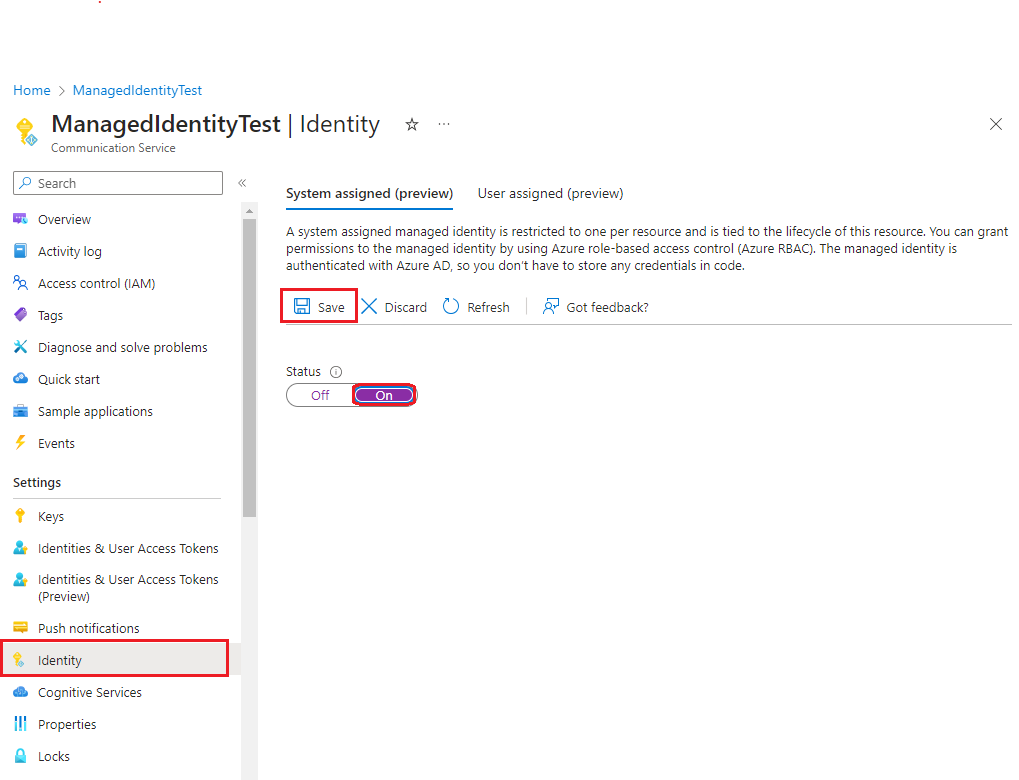 Home > ManagedIdentityTest
ManagedIdentityTest | Identity
Communication Service
Search
Overview
Activity log
Access control (IAM)
Tags
Diagnose and solve problems
Quick start
Sample applications
Events
Settings
Keys
Identities & User Access Tokens
Identities & User Access Tokens
(Preview)
Push notifications
Identity
Cognitive Services
Properties
Locks
System assigned (preview) User assigned (preview)
A system assigned managed identity is restricted to one per resource and is tied to the lifecycle of this resource. You can grant
permissions to the managed identity by using Azure role-based access control (Azure RBAC). The managed identity is
authenticated with Azure AD, so you don't have to store any credentials in code.
Save Discard Refresh Got feedback?
Status
Off On